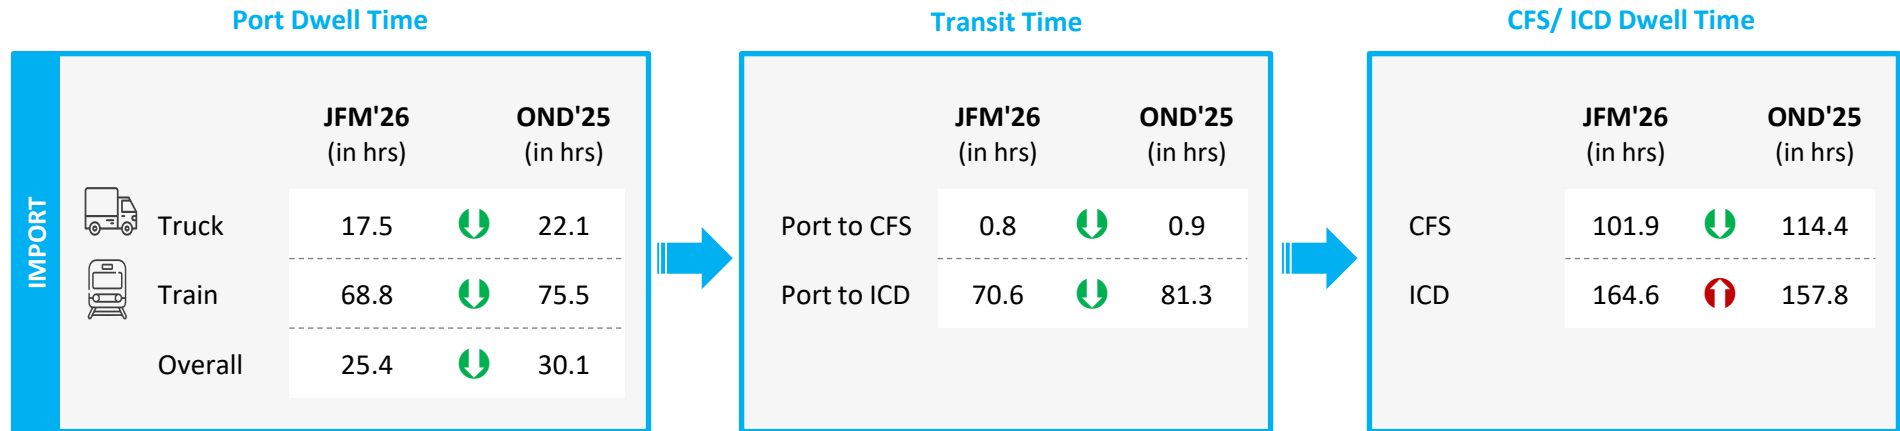 Port Dwell Time
Transit Time
CFS/ ICD Dwell Time
IMPORT
JFM'26 OND'25
(in hrs) (in hrs)
Truck 17.5 22.1
Train 68.8 75.5
Overall 25.4 30.1
JFM'26 OND'25
(in hrs) (in hrs)
Port to CFS 0.8 0.9
Port to ICD 70.6 81.3
JFM'26 OND'25
(in hrs) (in hrs)
CFS 101.9 114.4
ICD 164.6 157.8